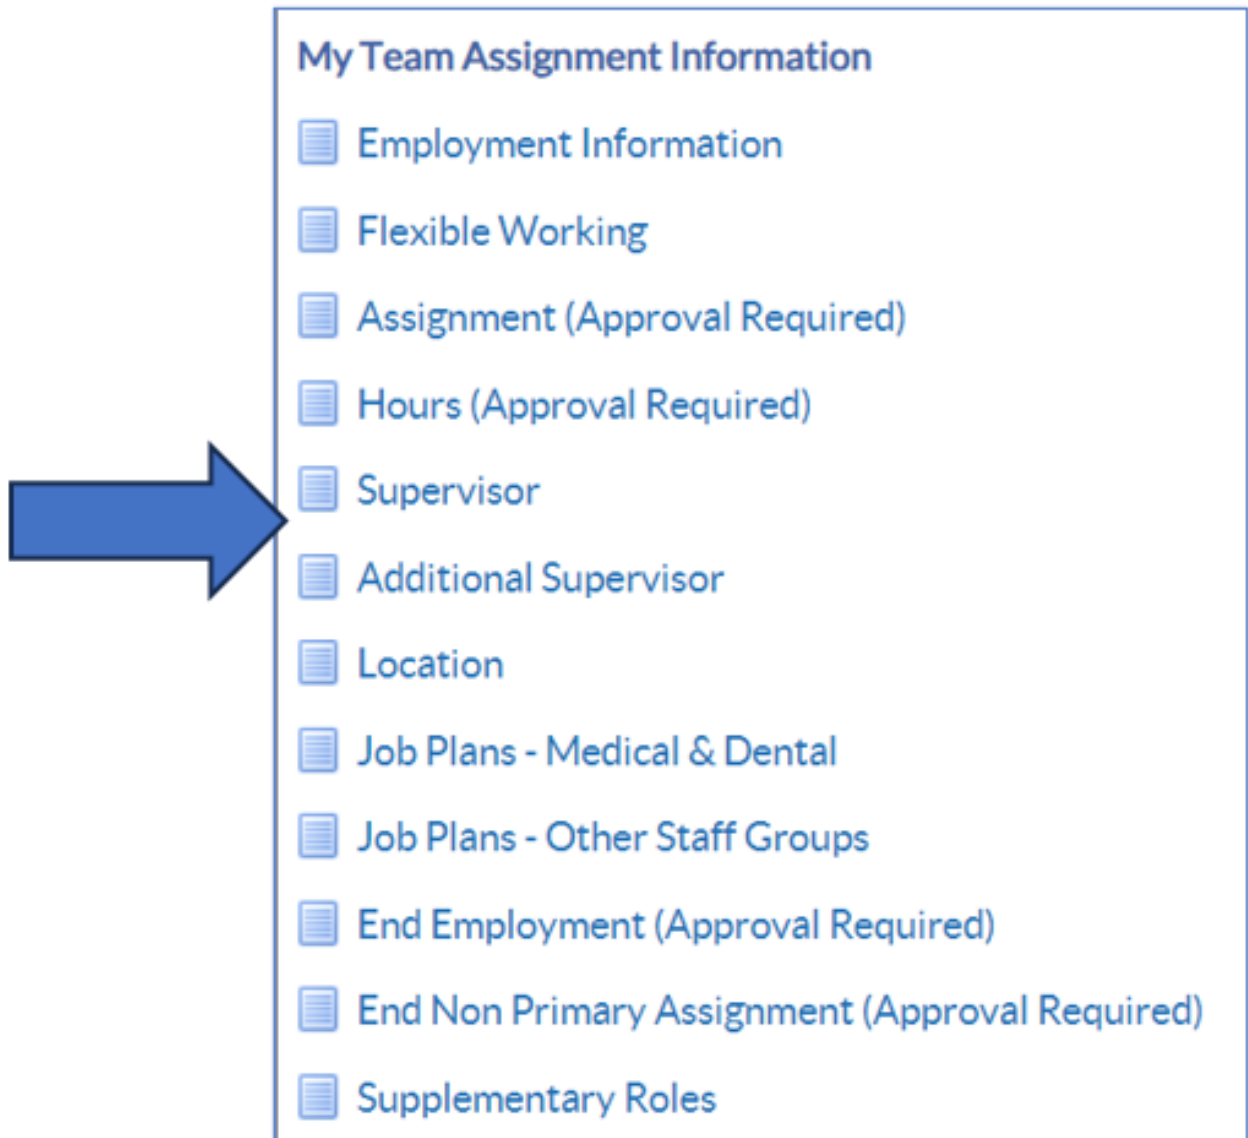 My Team Assignment Information
Employment Information
Flexible Working
Assignment (Approval Required)
Hours (Approval Required)
Supervisor
Additional Supervisor
Location
Job Plans - Medical & Dental
Job Plans - Other Staff Groups
End Employment (Approval Required)
End Non Primary Assignment (Approval Required)
Supplementary Roles